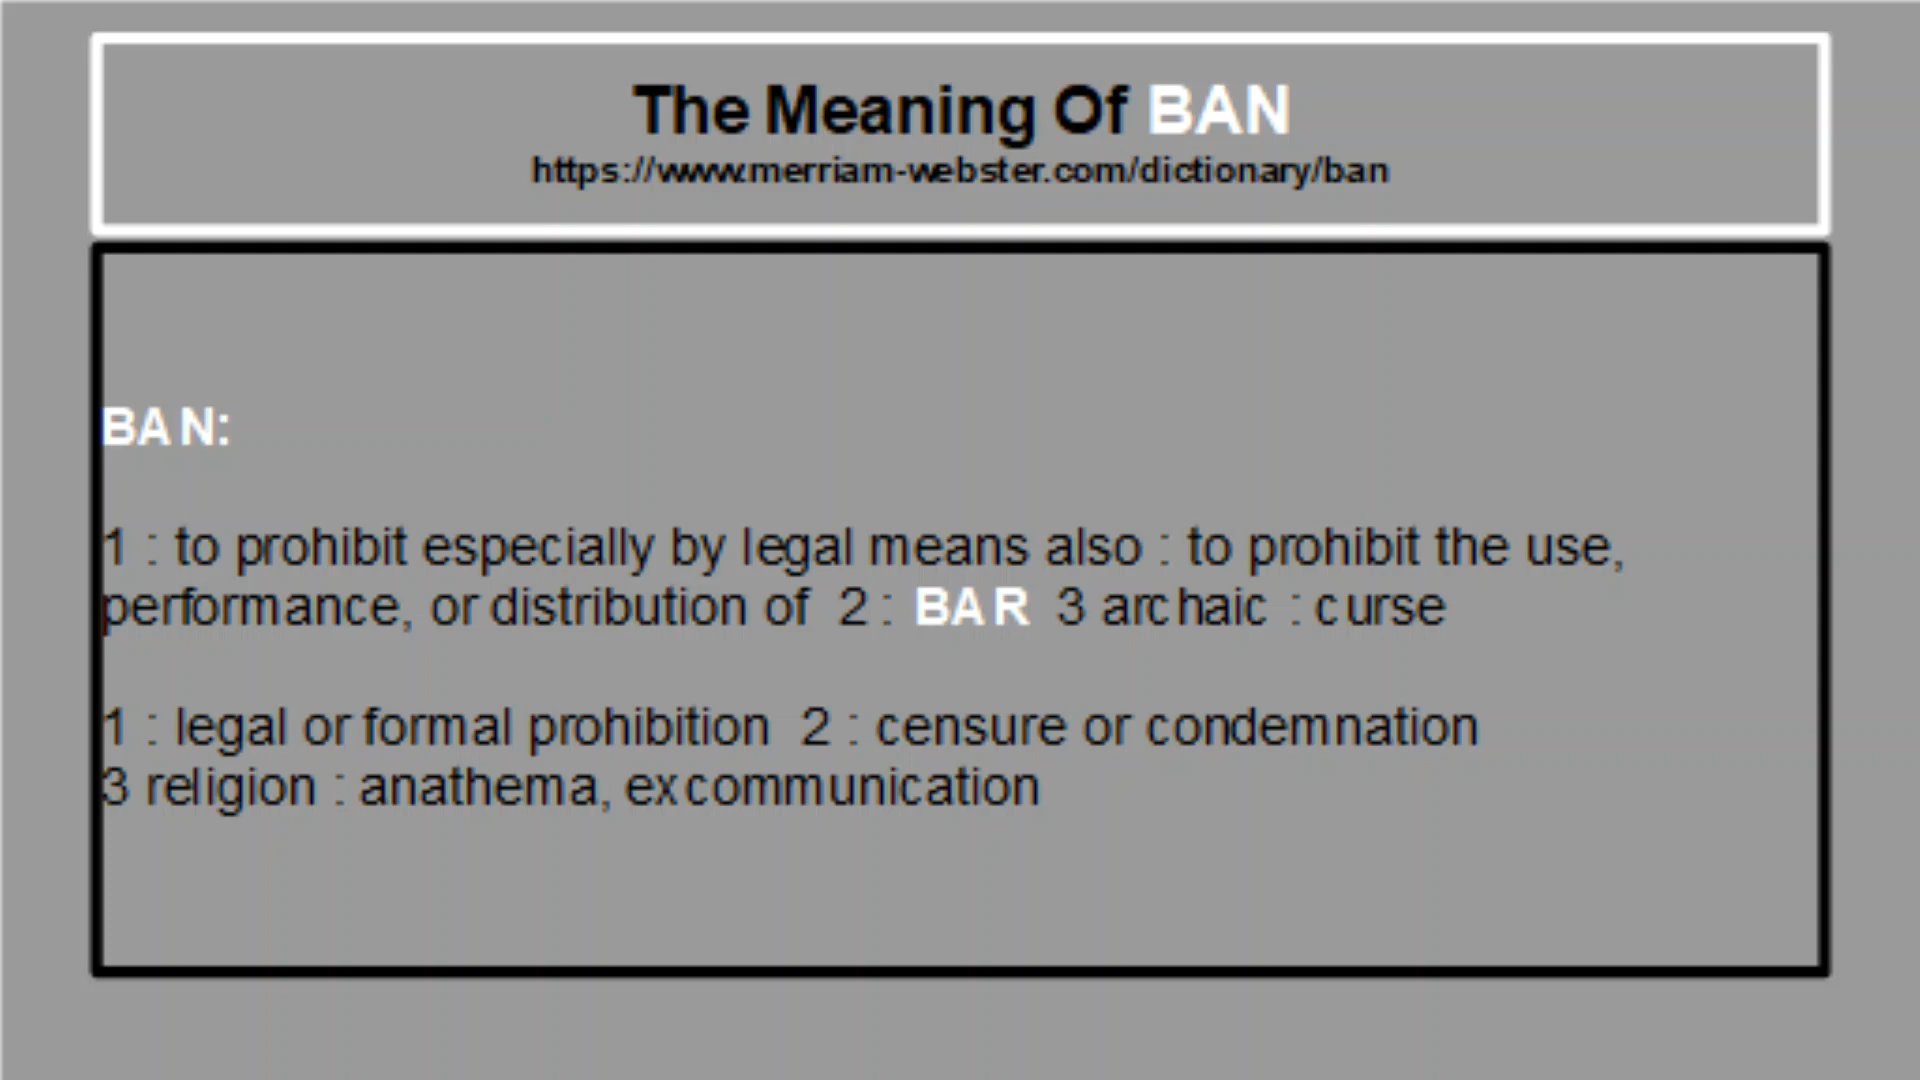 The Meaning Of BAN
https://www.merriam-webster.com/dictionary/ban
BAN:
1 : to prohibit especially by legal means also : to prohibit the use,
performance, or distribution of 2 : BAR 3 archaic : curse
1 : legal or formal prohibition 2 : censure or condemnation
3 religion : anathema, excommunication